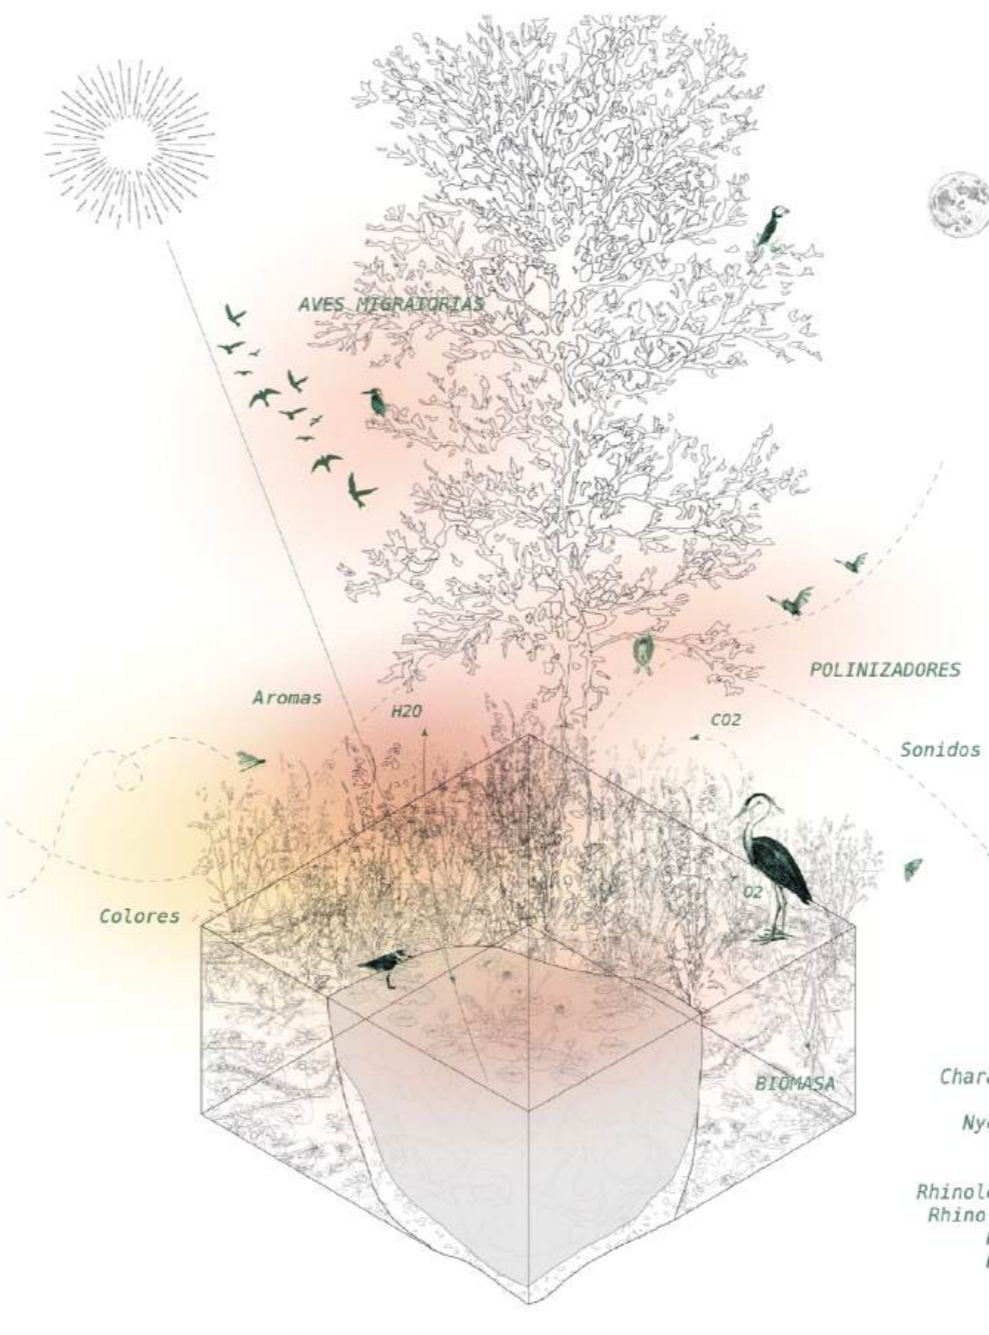 AVES MIGRATORIAS
POLINIZADORES
Aromas
H2O
CO2
Sonidos
O2
Colores
BIOMASA